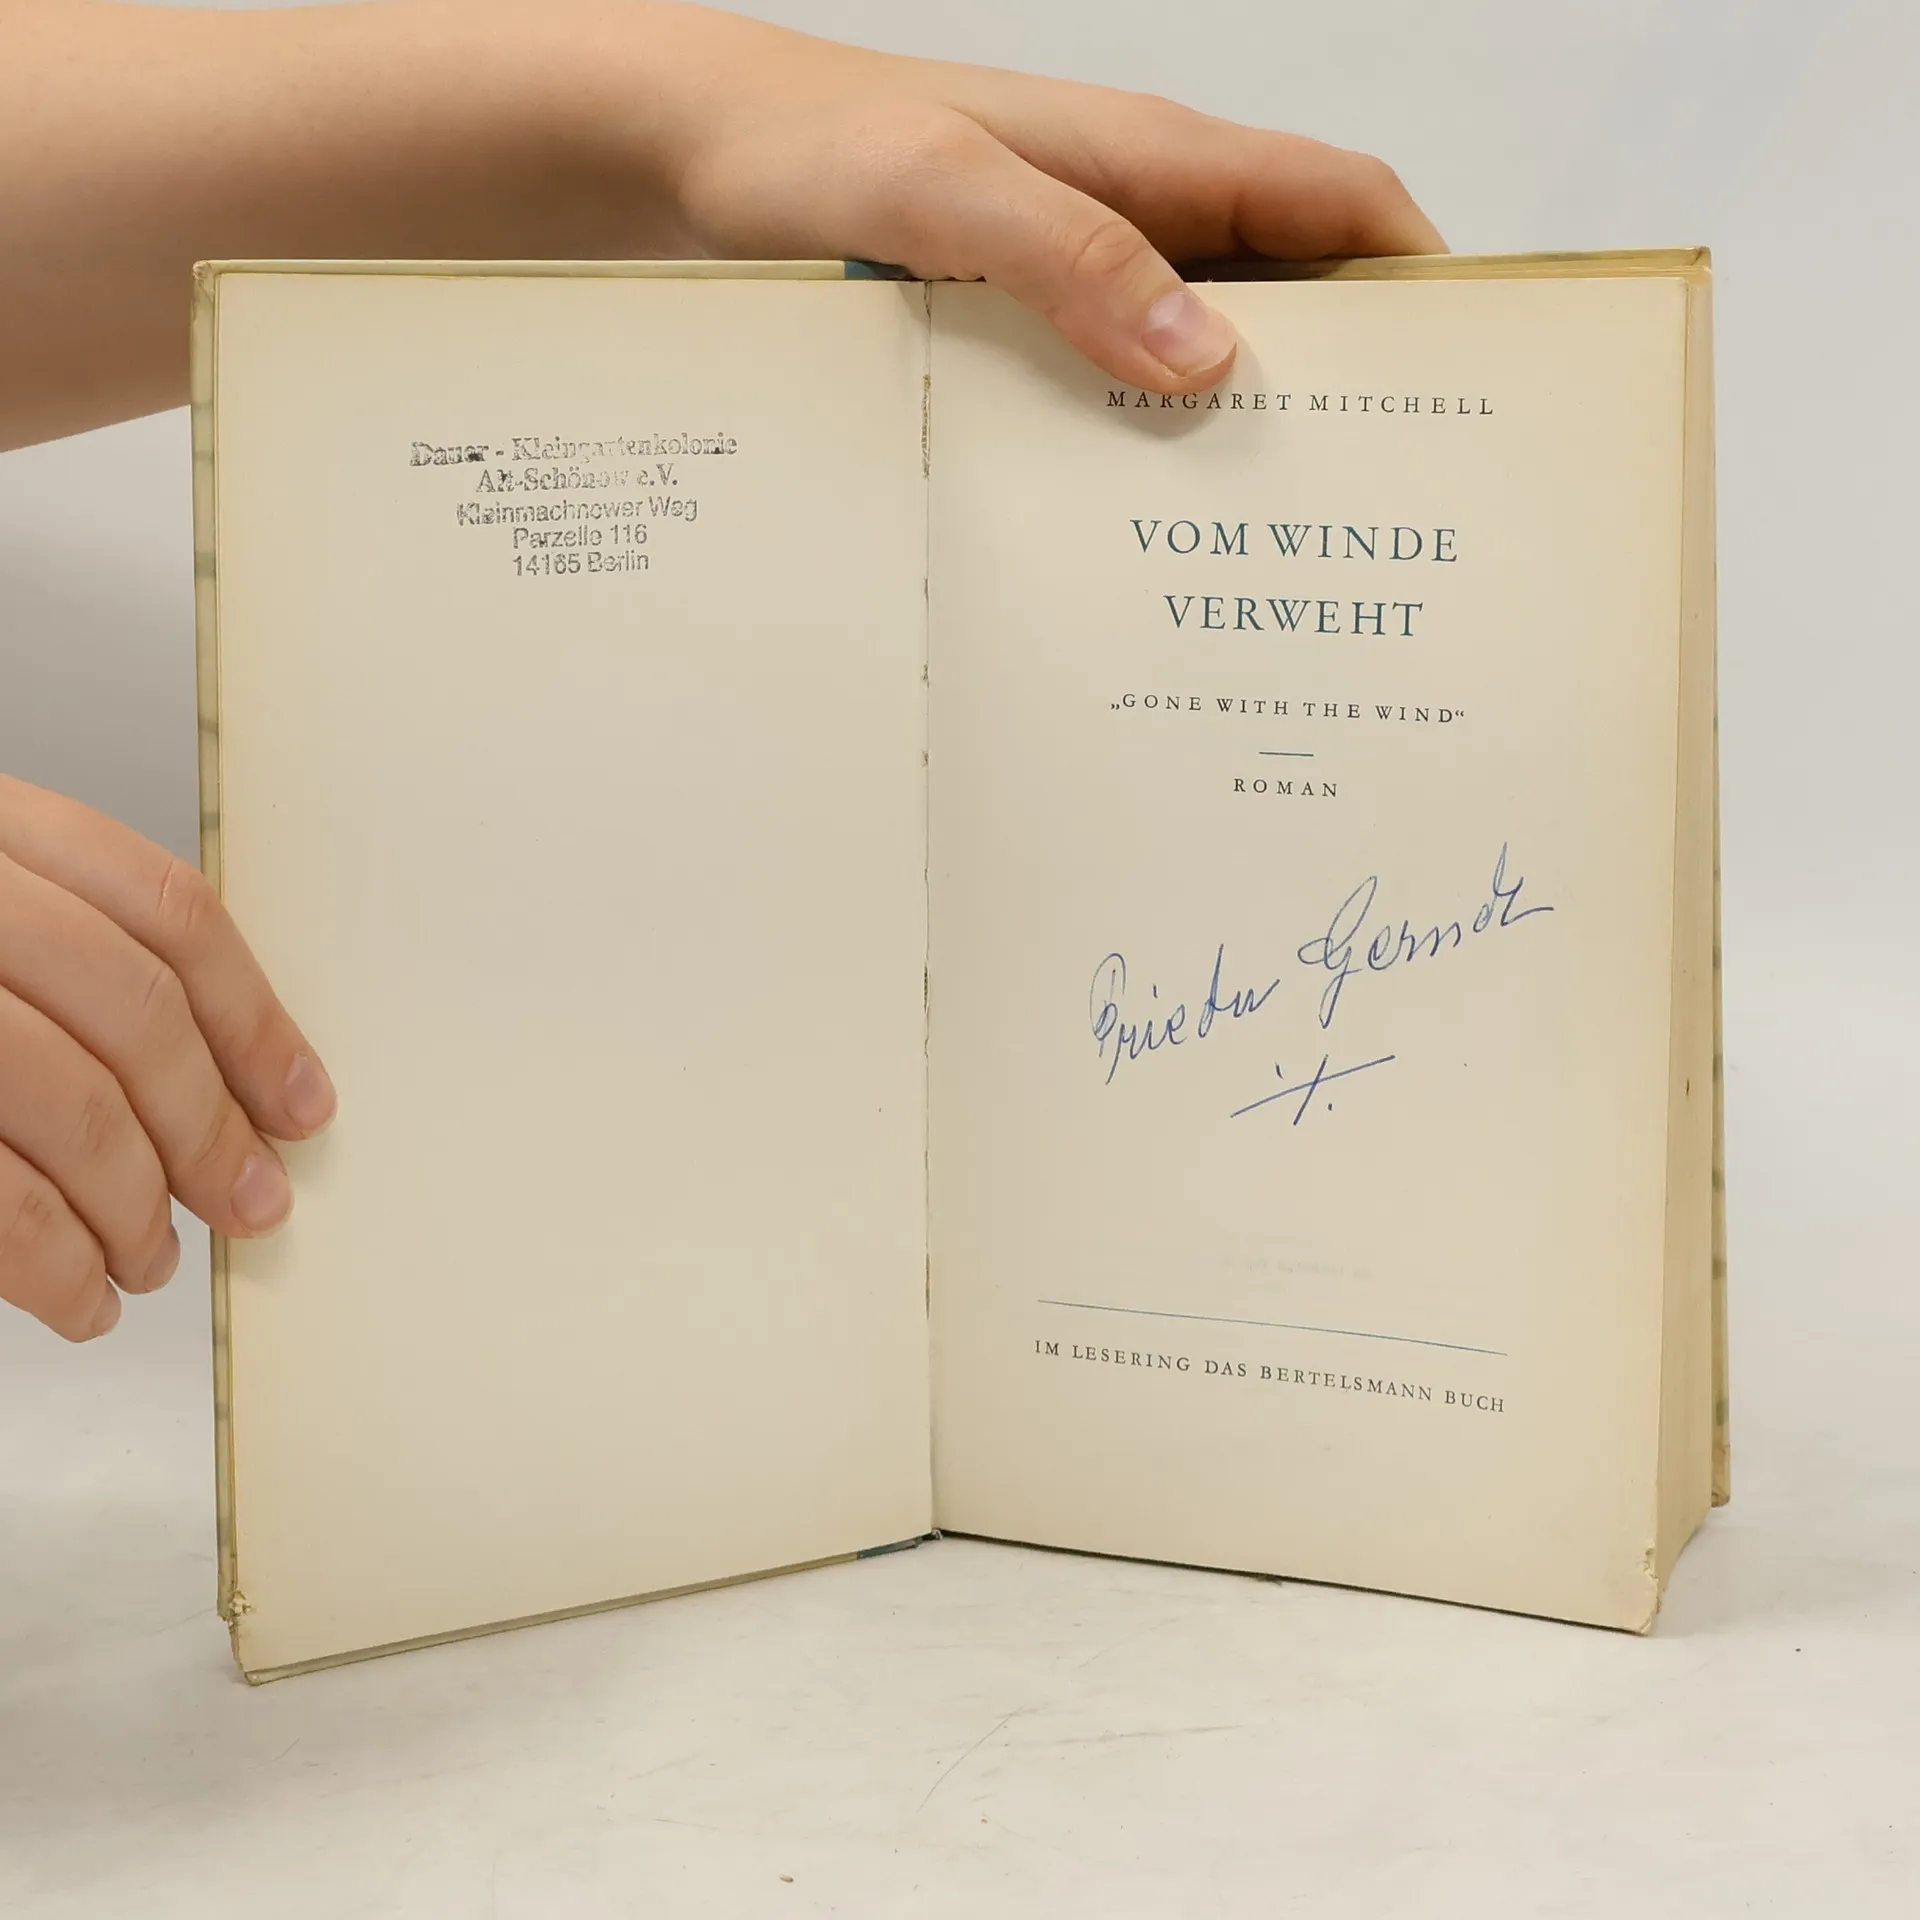 Dauer - Kleingartenkolonie
Alt-Schönow e.V.
Kleinmachnower Weg
Parzelle 116
14165 Berlin
MARGARET MITCHELL
VOM WINDE
VERWEHT
„GONE WITH THE WIND“
ROMAN
IM LESERING DAS BERTELSMANN BUCH